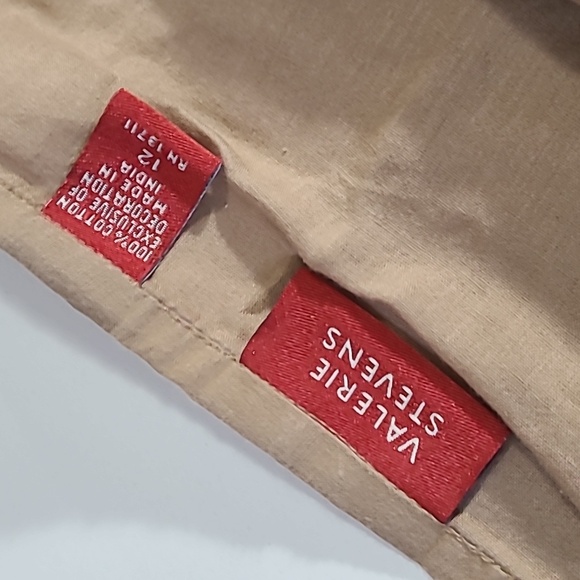 100% COTTON
EXCLUSIVE OF
DECORATION
MADE IN
INDIA
12
RN 13711
VALERIE
STEVENS